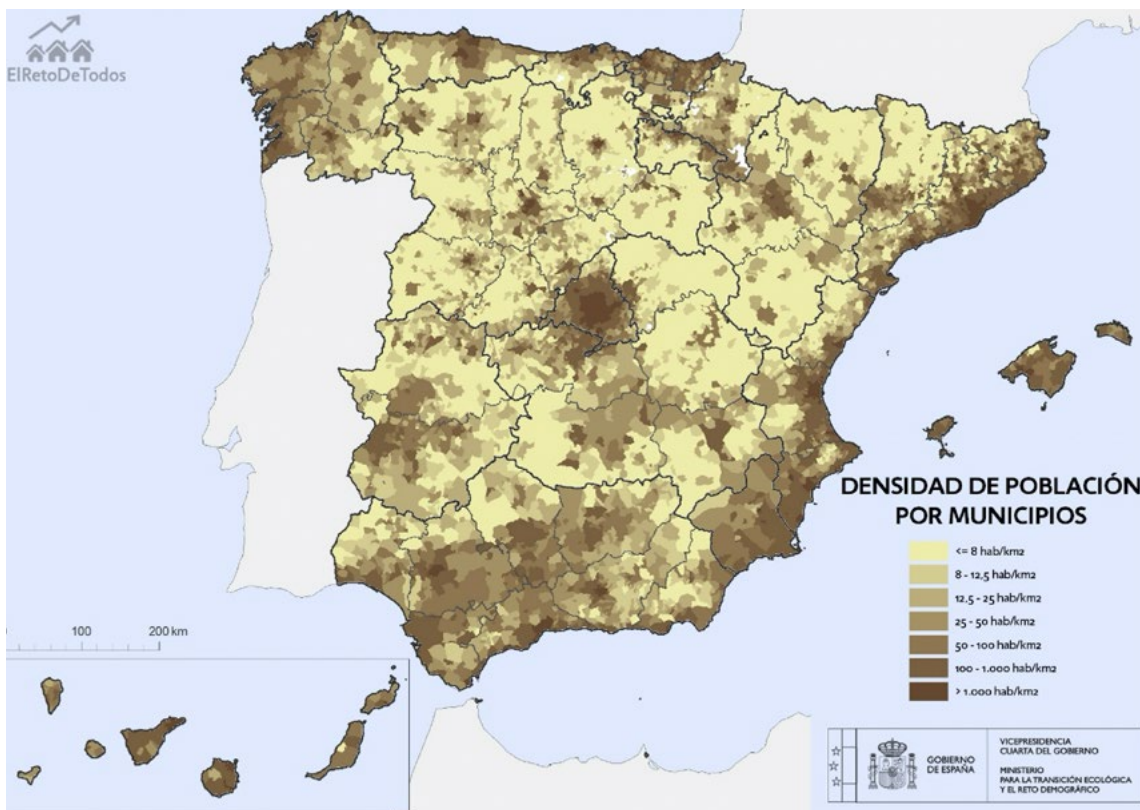 ElRetoDeTodos
DENSIDAD DE POBLACIÓN
POR MUNICIPIOS
<= 8 hab/km2
8 - 12,5 hab/km2
12,5 - 25 hab/km2
25 - 50 hab/km2
50 - 100 hab/km2
100 - 1.000 hab/km2
> 1.000 hab/km2
100 200 km
GOBIERNO
DE ESPAÑA
VICEPRESIDENCIA
CUARTA DEL GOBIERNO
MINISTERIO
PARA LA TRANSICIÓN ECOLÓGICA
Y EL RETO DEMOGRÁFICO